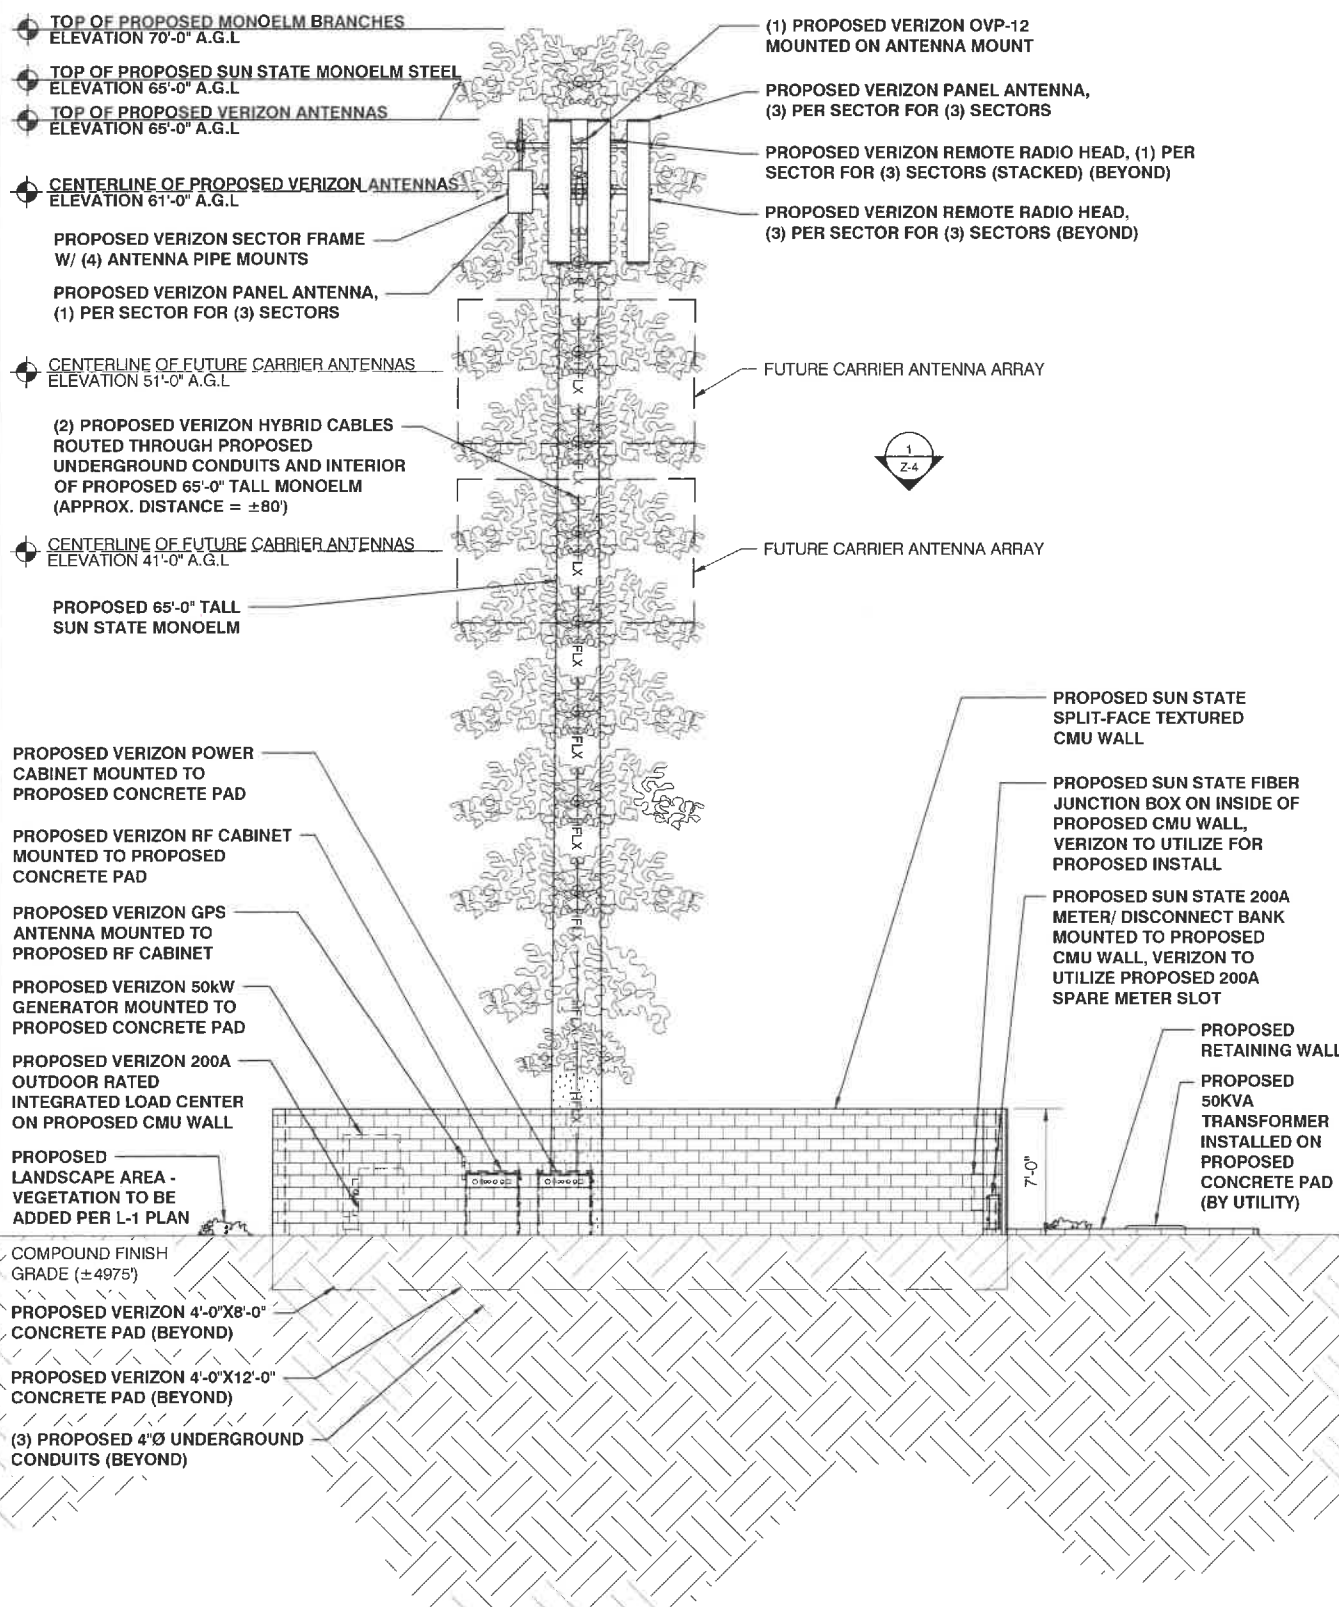 TOP OF PROPOSED MONOELM BRANCHES
ELEVATION 70'-0" A.G.L
TOP OF PROPOSED SUN STATE MONOELM STEEL
ELEVATION 65'-0" A.G.L
TOP OF PROPOSED VERIZON ANTENNAS
ELEVATION 65'-0" A.G.L
CENTERLINE OF PROPOSED VERIZON ANTENNAS
ELEVATION 61'-0" A.G.L
PROPOSED VERIZON SECTOR FRAME
W/ (4) ANTENNA PIPE MOUNTS
PROPOSED VERIZON PANEL ANTENNA,
(1) PER SECTOR FOR (3) SECTORS
CENTERLINE OF FUTURE CARRIER ANTENNAS
ELEVATION 51'-0" A.G.L
(2) PROPOSED VERIZON HYBRID CABLES
ROUTED THROUGH PROPOSED
UNDERGROUND CONDUITS AND INTERIOR
OF PROPOSED 65'-0" TALL MONOELM
(APPROX. DISTANCE = ±80')
CENTERLINE OF FUTURE CARRIER ANTENNAS
ELEVATION 41'-0" A.G.L
PROPOSED 65'-0" TALL
SUN STATE MONOELM
PROPOSED VERIZON POWER
CABINET MOUNTED TO
PROPOSED CONCRETE PAD
PROPOSED VERIZON RF CABINET
MOUNTED TO PROPOSED
CONCRETE PAD
PROPOSED VERIZON GPS
ANTENNA MOUNTED TO
PROPOSED RF CABINET
PROPOSED VERIZON 50kW
GENERATOR MOUNTED TO
PROPOSED CONCRETE PAD
PROPOSED VERIZON 200A
OUTDOOR RATED
INTEGRATED LOAD CENTER
ON PROPOSED CMU WALL
PROPOSED
LANDSCAPE AREA -
VEGETATION TO BE
ADDED PER L-1 PLAN
COMPOUND FINISH
GRADE (±4975')
PROPOSED VERIZON 4'-0"X8'-0"
CONCRETE PAD (BEYOND)
PROPOSED VERIZON 4'-0"X12'-0"
CONCRETE PAD (BEYOND)
(3) PROPOSED 4"Ø UNDERGROUND
CONDUITS (BEYOND)
(1) PROPOSED VERIZON OVP-12
MOUNTED ON ANTENNA MOUNT
PROPOSED VERIZON PANEL ANTENNA,
(3) PER SECTOR FOR (3) SECTORS
PROPOSED VERIZON REMOTE RADIO HEAD, (1) PER
SECTOR FOR (3) SECTORS (STACKED) (BEYOND)
PROPOSED VERIZON REMOTE RADIO HEAD,
(3) PER SECTOR FOR (3) SECTORS (BEYOND)
FUTURE CARRIER ANTENNA ARRAY
1
Z-4
FUTURE CARRIER ANTENNA ARRAY
PROPOSED SUN STATE
SPLIT-FACE TEXTURED
CMU WALL
PROPOSED SUN STATE FIBER
JUNCTION BOX ON INSIDE OF
PROPOSED CMU WALL,
VERIZON TO UTILIZE FOR
PROPOSED INSTALL
PROPOSED SUN STATE 200A
METER/ DISCONNECT BANK
MOUNTED TO PROPOSED
CMU WALL, VERIZON TO
UTILIZE PROPOSED 200A
SPARE METER SLOT
PROPOSED
RETAINING WALL
PROPOSED
50KVA
TRANSFORMER
INSTALLED ON
PROPOSED
CONCRETE PAD
(BY UTILITY)
7'-0"
HFLX
HFLX
HFLX
HFLX
HFLX
HFLX
HFLX
HFLX
HFLX
HFLX